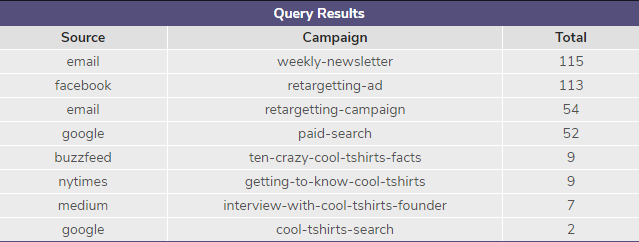 Query Results
Source Campaign Total
email weekly-newsletter 115
facebook retargetting-ad 113
email retargetting-campaign 54
google paid-search 52
buzzfeed ten-crazy-cool-tshirts-facts 9
nytimes getting-to-know-cool-tshirts 9
medium interview-with-cool-tshirts-founder 7
google cool-tshirts-search 2